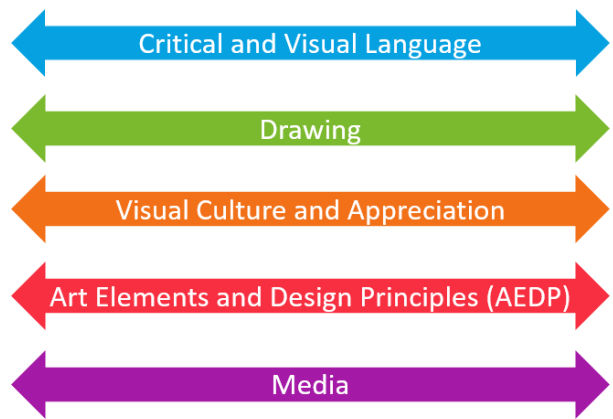 Critical and Visual Language
Drawing
Visual Culture and Appreciation
Art Elements and Design Principles (AEDP)
Media